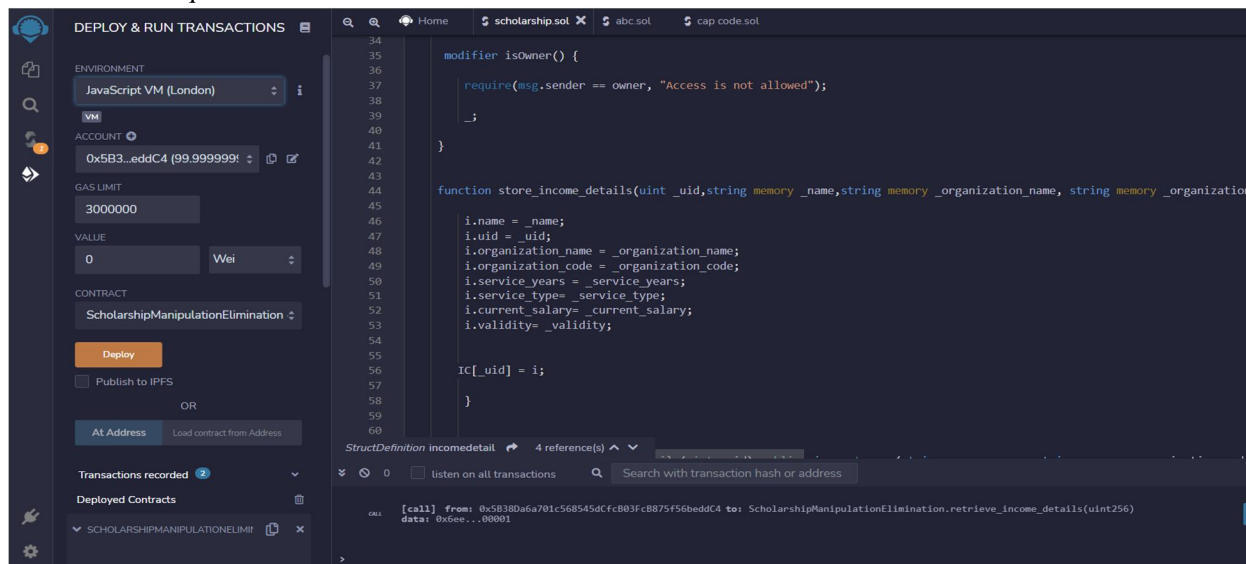 DEPLOY & RUN TRANSACTIONS
ENVIRONMENT
JavaScript VM (London)
VM
ACCOUNT
0x5B3...eddC4 (99.9999999
GAS LIMIT
3000000
VALUE
0 Wei
CONTRACT
ScholarshipManipulationElimination
Deploy
Publish to IPFS
OR
At Address Load contract from Address
Transactions recorded 2
Deployed Contracts
SCHOLARSHIPMANIPULATIONELIMI
2
Home scholarship.sol abc.sol cap code.sol
34
35 modifier isOwner() {
36
37 require(msg.sender == owner, "Access is not allowed");
38
39 _;
40
41 }
42
43
44 function store_income_details(uint _uid,string memory _name,string memory _organization_name, string memory _organization
45
46 i.name = _name;
47 i.uid = _uid;
48 i.organization_name = _organization_name;
49 i.organization_code = _organization_code;
50 i.service_years = _service_years;
51 i.service_type= _service_type;
52 i.current_salary= _current_salary;
53 i.validity= _validity;
54
55
56 IC[_uid] = i;
57
58 }
59
60
StructDefinition incomedetail 4 reference(s)
0 listen on all transactions Search with transaction hash or address
CALL [call] from: 0x5B38Da6a701c568545dCfcB03FcB875f56beddC4 to: ScholarshipManipulationElimination.retrieve_income_details(uint256)
data: 0x6ee...00001
>